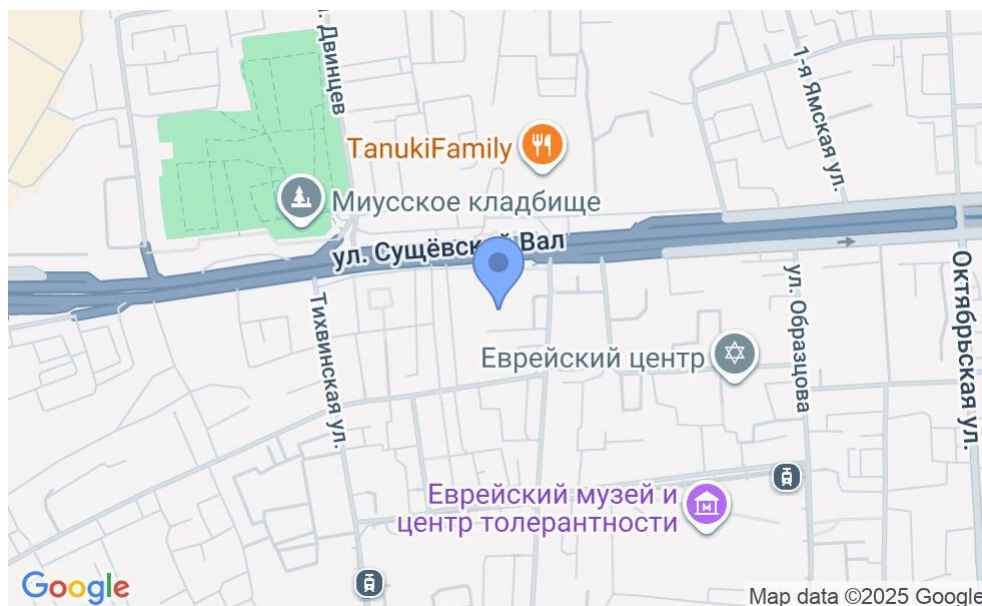 . Двинцев
1-я Ямская ул.
TanukiFamily
Миусское кладбище
ул. Сущёвский Вал
Тихвинская ул.
Еврейский центр
ул. Образцова
Октябрьская ул.
Еврейский музей и
центр толерантности
M
Google
Map data ©2025 Google